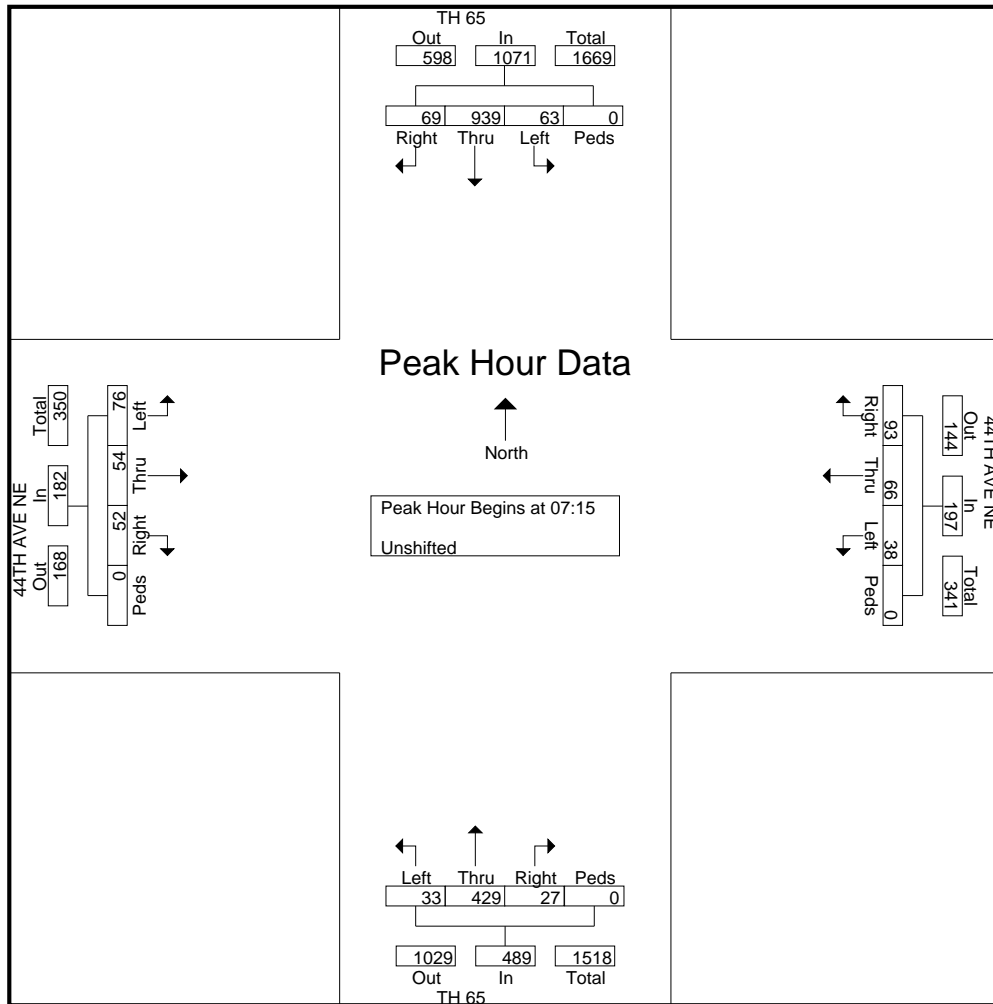 TH 65
Out In Total
598 1071 1669
69 939 63 0
Right Thru Left Peds
Peak Hour Data
North
Peak Hour Begins at 07:15
Unshifted
44TH AVE NE
Out In Total
168 182 350
76 54 52 0
Left Thru Right Peds
44TH AVE NE
Out In Total
144 197 341
93 66 38 0
Right Thru Left Peds
Left Thru Right Peds
33 429 27 0
1029 489 1518
Out In Total
TH 65